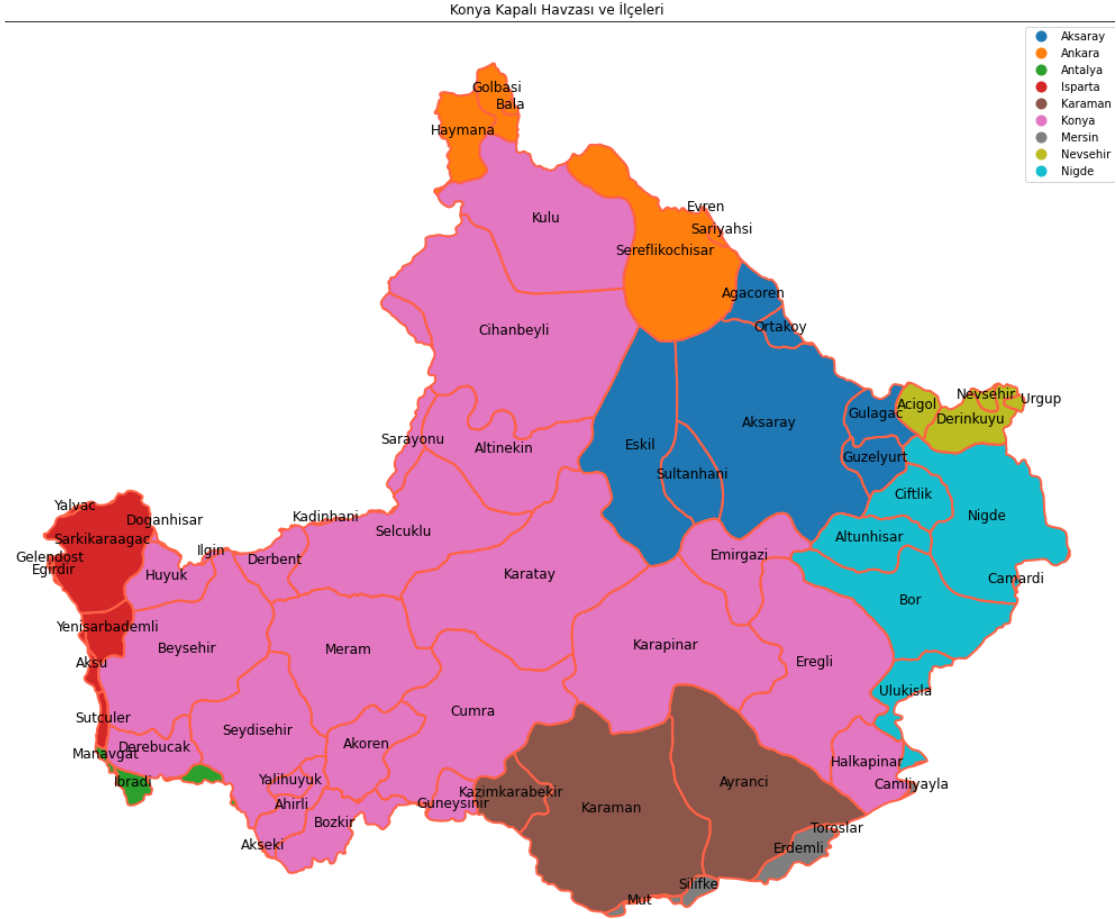 Konya Kapalı Havzası ve İlçeleri
Aksaray
Ankara
Antalya
Isparta
Karaman
Konya
Mersin
Nevsehir
Nigde
Golbasi
Bala
Haymana
Evren
Kulu
Sariyahsi
Sereflikochisar
Agacoren
Ortakoy
Cihanbeyli
Nevsehir
Urgup
Acigol
Gulagac
Derinkuyu
Aksaray
Sarayonu
Eskil
Altinekin
Guzelyurt
Sultanhani
Ciftlik
Yalvac
Nigde
Doganhisar
Kadinhani
Selcuklu
Altunhisar
Sarkikaraagac
Ilgin
Emirgazi
Gelendost
Derbent
Egirdir
Huyuk
Karatay
Camardi
Bor
Yenisarbademli
Beysehir
Meram
Karapinar
Aksu
Eregli
Ulukisla
Cumra
Sutculer
Seydisehir
Akoren
Derebucak
Manavgat
Halkapinar
Ibradi
Yalihuyuk
Ayranci
Camliyayla
Kazimkarabekir
Ahirli
Guneysinir
Karaman
Bozkir
Toroslar
Akseki
Erdemli
Silifke
Mut